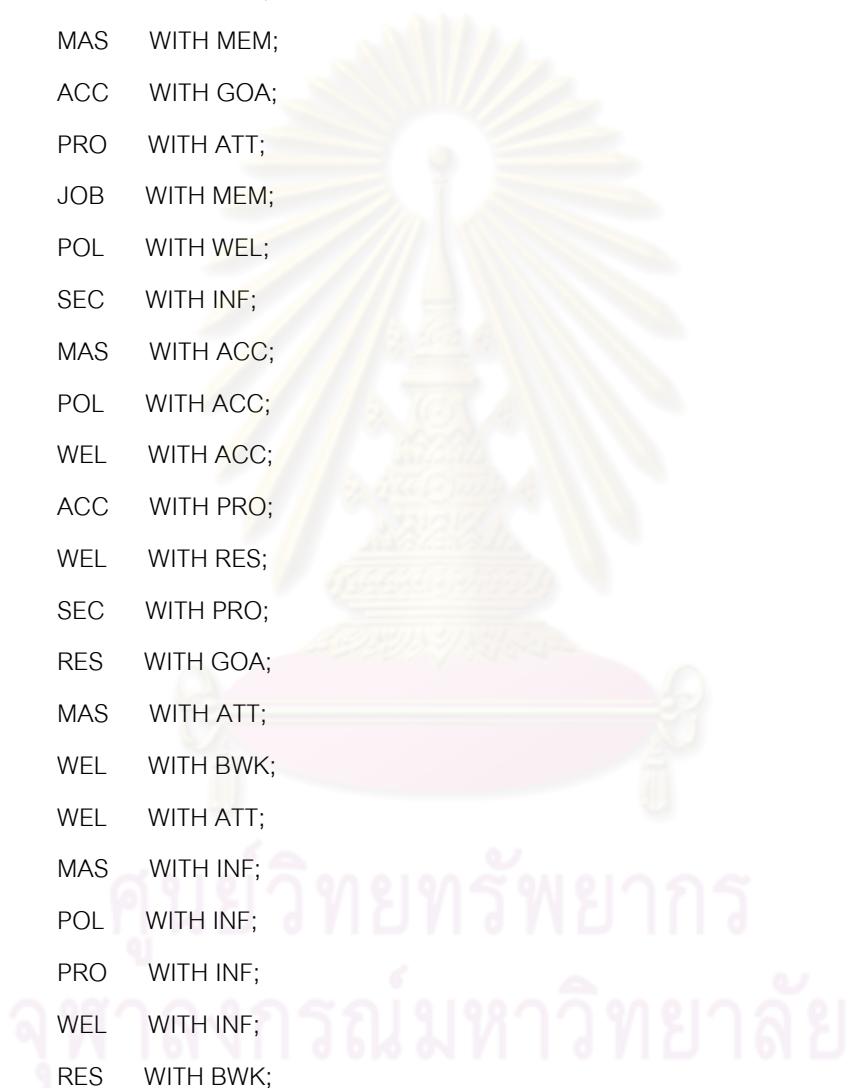 MAS WITH MEM;
ACC WITH GOA;
PRO WITH ATT;
JOB WITH MEM;
POL WITH WEL;
SEC WITH INF;
MAS WITH ACC;
POL WITH ACC;
WEL WITH ACC;
ACC WITH PRO;
WEL WITH RES;
SEC WITH PRO;
RES WITH GOA;
MAS WITH ATT;
WEL WITH BWK;
WEL WITH ATT;
MAS WITH INF;
POL WITH INF;
PRO WITH INF;
WEL WITH INF;
RES WITH BWK;
ศูนย์วิทยทรัพยากร
จุฬาลงกรณ์มหาวิทยาลัย